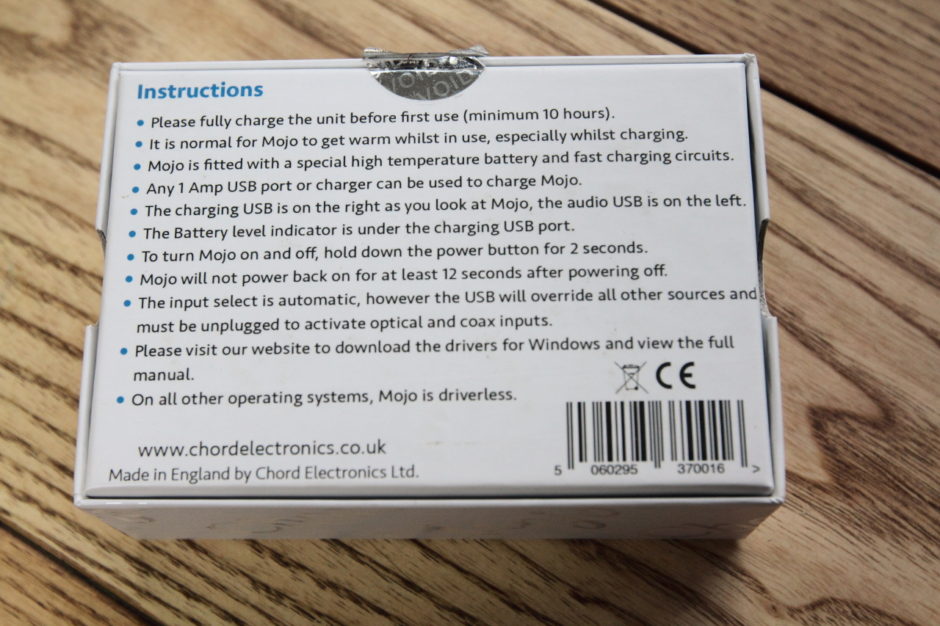 VOID
VOID
Instructions
• Please fully charge the unit before first use (minimum 10 hours).
• It is normal for Mojo to get warm whilst in use, especially whilst charging.
• Mojo is fitted with a special high temperature battery and fast charging circuits.
• Any 1 Amp USB port or charger can be used to charge Mojo.
• The charging USB is on the right as you look at Mojo, the audio USB is on the left.
• The Battery level indicator is under the charging USB port.
• To turn Mojo on and off, hold down the power button for 2 seconds.
• Mojo will not power back on for at least 12 seconds after powering off.
• The input select is automatic, however the USB will override all other sources and
must be unplugged to activate optical and coax inputs.
• Please visit our website to download the drivers for Windows and view the full
manual.
• On all other operating systems, Mojo is driverless.
CE
www.chordelectronics.co.uk
Made in England by Chord Electronics Ltd.
5 060295 370016 >